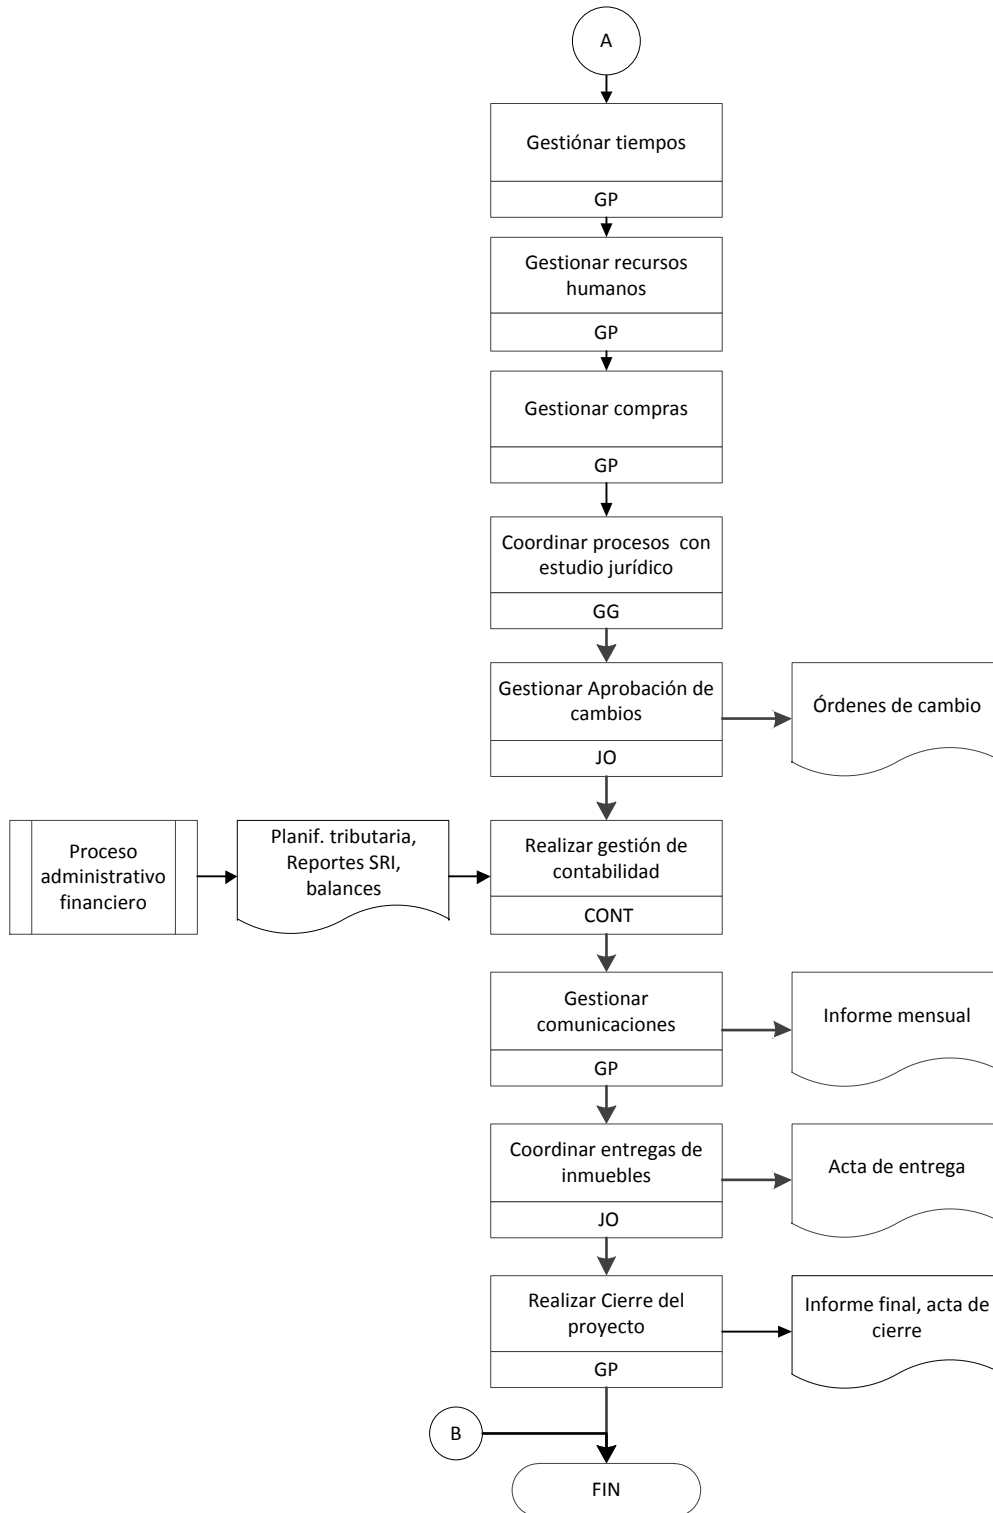 A
Gestiónar tiempos
GP
Gestionar recursos
humanos
GP
Gestionar compras
GP
Coordinar procesos  con
estudio jurídico
GG
Gestionar Aprobación de
cambios
JO
Órdenes de cambio
Proceso
administrativo
financiero
Planif. tributaria,
Reportes SRI,
balances
Realizar gestión de
contabilidad
CONT
Gestionar
comunicaciones
GP
Informe mensual
Coordinar entregas de
inmuebles
JO
Acta de entrega
Realizar Cierre del
proyecto
GP
Informe final, acta de
cierre
B
FIN